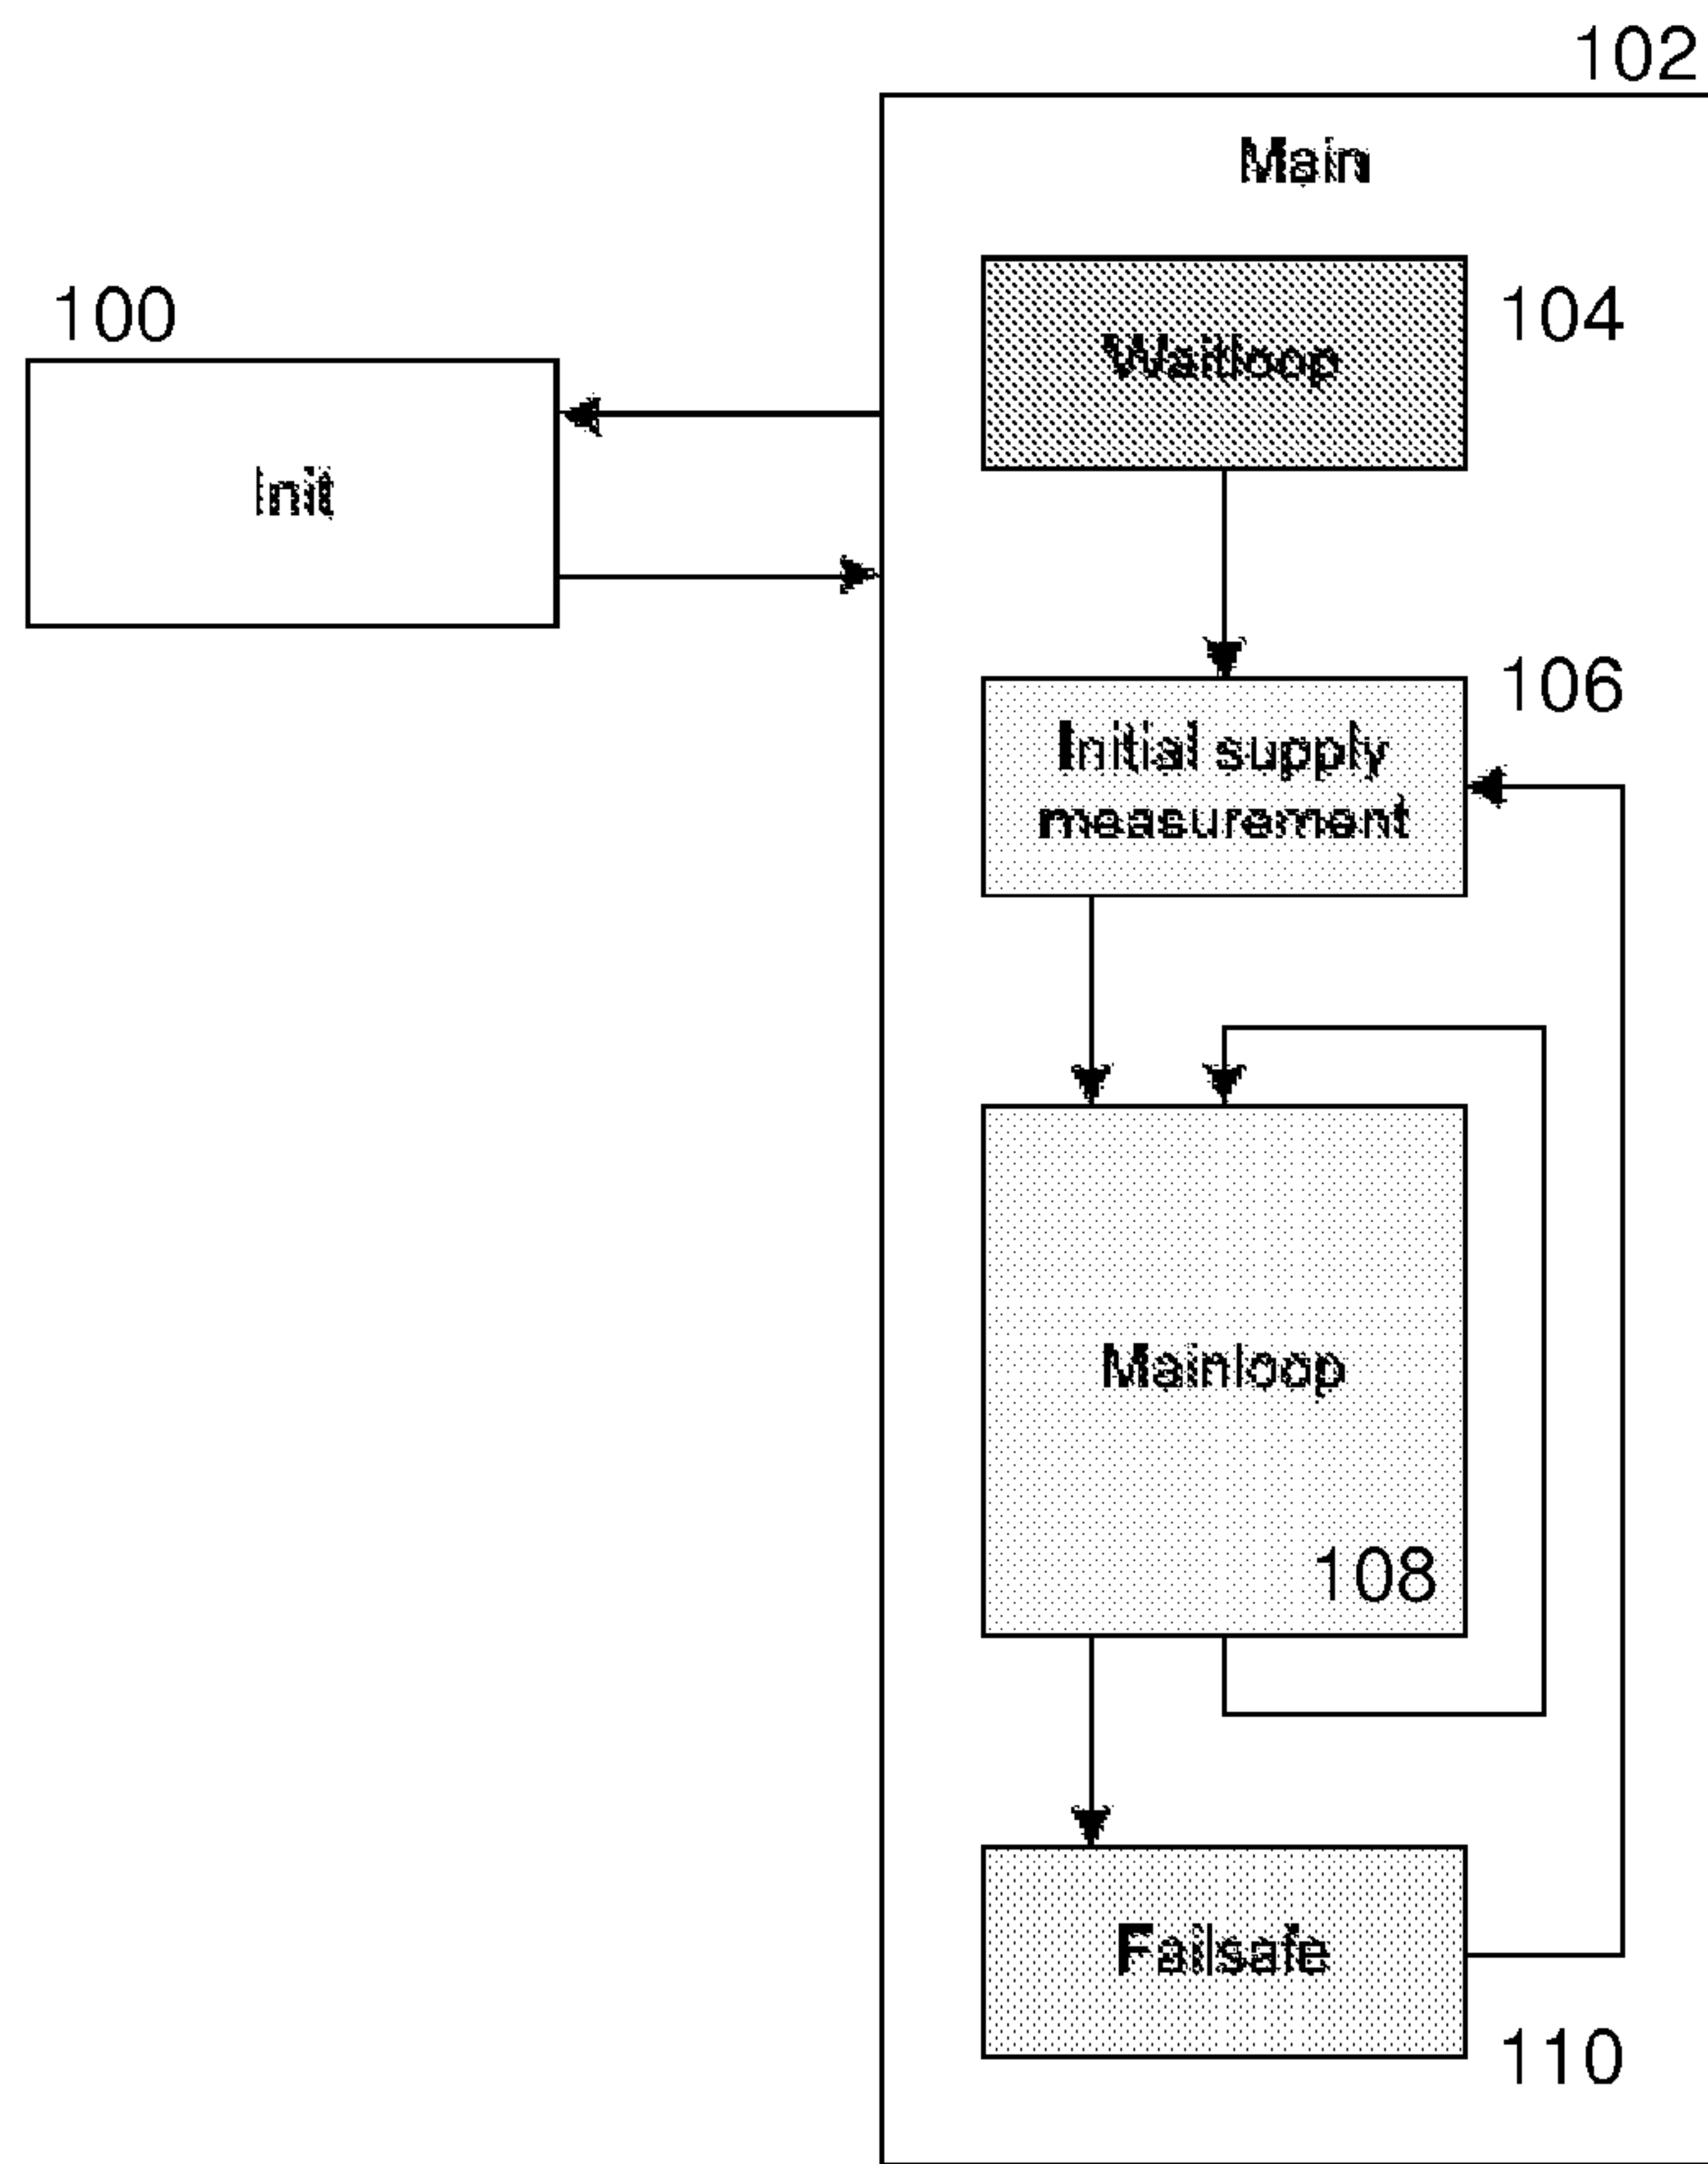 102
Main
100
Waitloop
104
Init
106
Initial supply
measurement
Mainloop
108
Failsafe
110